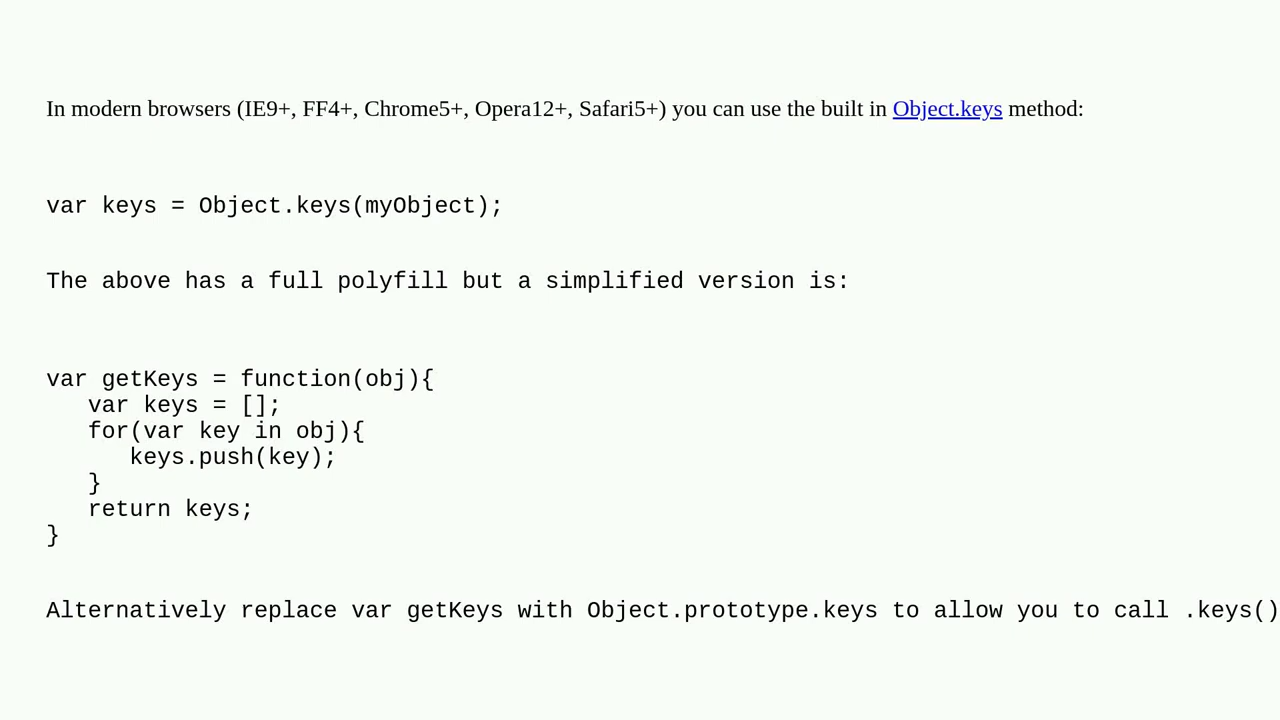 In modern browsers (IE9+, FF4+, Chrome5+, Opera12+, Safari5+) you can use the built in Object.keys method:
var keys = Object.keys(myObject);
The above has a full polyfill but a simplified version is:
var getKeys = function(obj){
   var keys = [];
   for(var key in obj){
      keys.push(key);
   }
   return keys;
}
Alternatively replace var getKeys with Object.prototype.keys to allow you to call .keys()